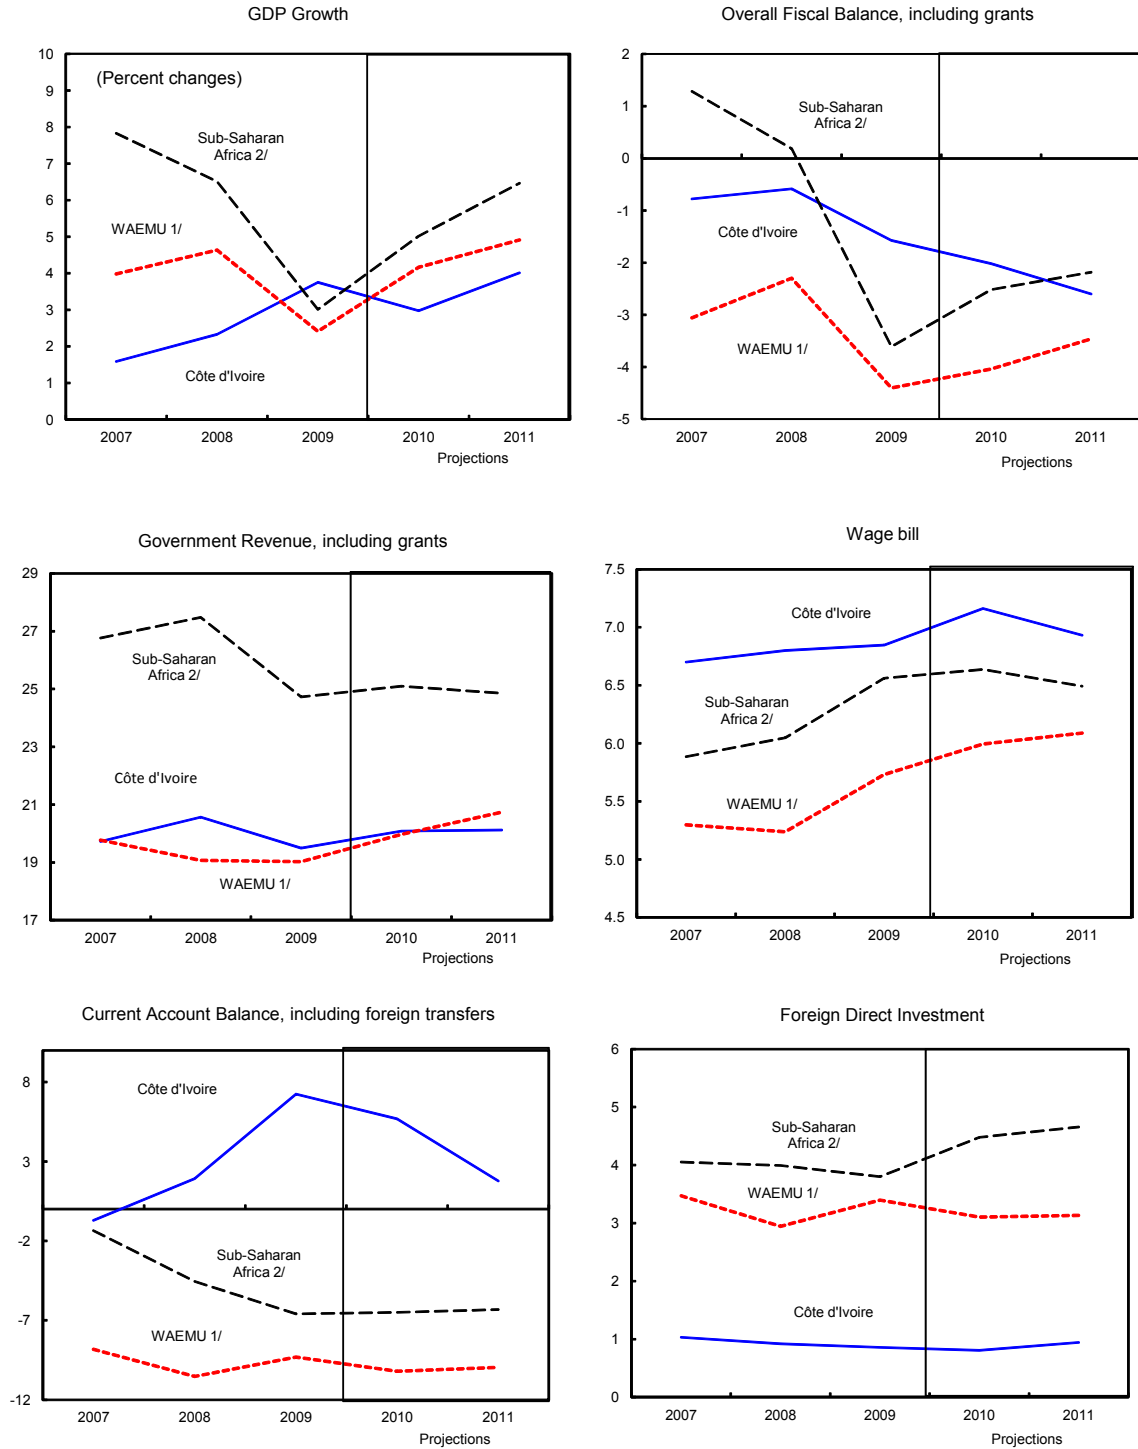 GDP Growth
10
9
8
7
6
5
4
3
2
1
0
(Percent changes)
Sub-Saharan
Africa 2/
WAEMU 1/
Côte d'Ivoire
2007
2008
2009
2010
2011
Projections
Overall Fiscal Balance, including grants
2
1
0
-1
-2
-3
-4
-5
Sub-Saharan
Africa 2/
Côte d'Ivoire
WAEMU 1/
2007
2008
2009
2010
2011
Projections
Government Revenue, including grants
29
27
25
23
21
19
17
Sub-Saharan
Africa 2/
Côte d'Ivoire
WAEMU 1/
2007
2008
2009
2010
2011
Projections
Wage bill
7.5
7.0
6.5
6.0
5.5
5.0
4.5
Côte d'Ivoire
Sub-Saharan
Africa 2/
WAEMU 1/
2007
2008
2009
2010
2011
Projections
Current Account Balance, including foreign transfers
8
3
-2
-7
-12
Côte d'Ivoire
Sub-Saharan
Africa 2/
WAEMU 1/
2007
2008
2009
2010
2011
Projections
Foreign Direct Investment
6
5
4
3
2
1
0
Sub-Saharan
Africa 2/
WAEMU 1/
Côte d'Ivoire
2007
2008
2009
2010
2011
Projections